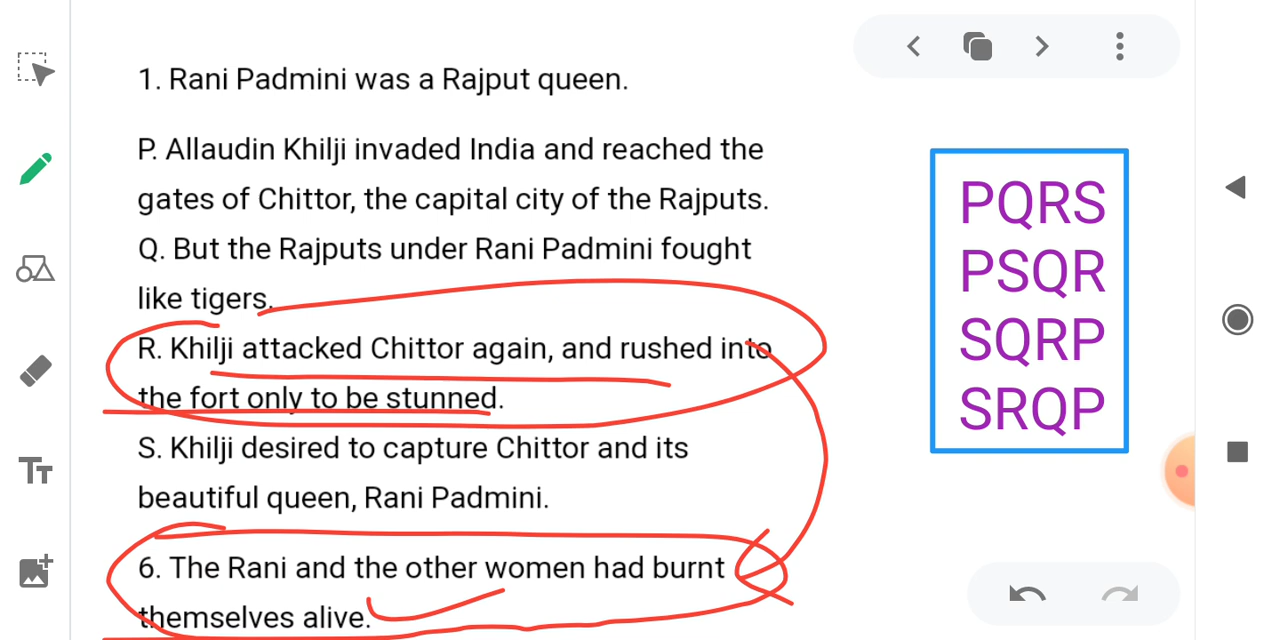 1. Rani Padmini was a Rajput queen.
P. Allaudin Khilji invaded India and reached the
gates of Chittor, the capital city of the Rajputs.
Q. But the Rajputs under Rani Padmini fought
like tigers.
R. Khilji attacked Chittor again, and rushed into
the fort only to be stunned.
S. Khilji desired to capture Chittor and its
beautiful queen, Rani Padmini.
6. The Rani and the other women had burnt
themselves alive.
PQRS
PSQR
SQRP
SRQP
TT